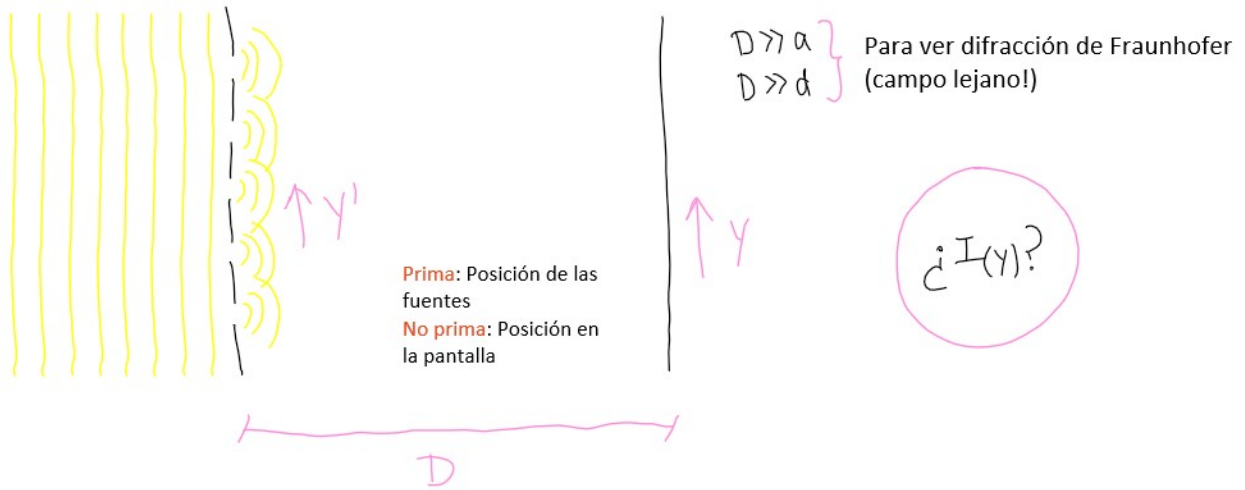 D >> a
D >> d
Para ver difracción de Fraunhofer
(campo lejano!)
Y'
Y
¿I(y)?
Prima: Posición de las
fuentes
No prima: Posición en
la pantalla
D